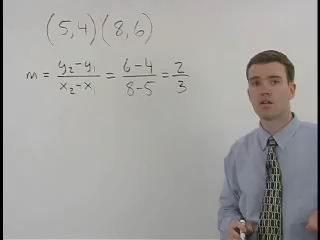 (5,4) (8,6)
m = y₂-y₁ / x₂-x₁ = 6-4 / 8-5 = 2/3